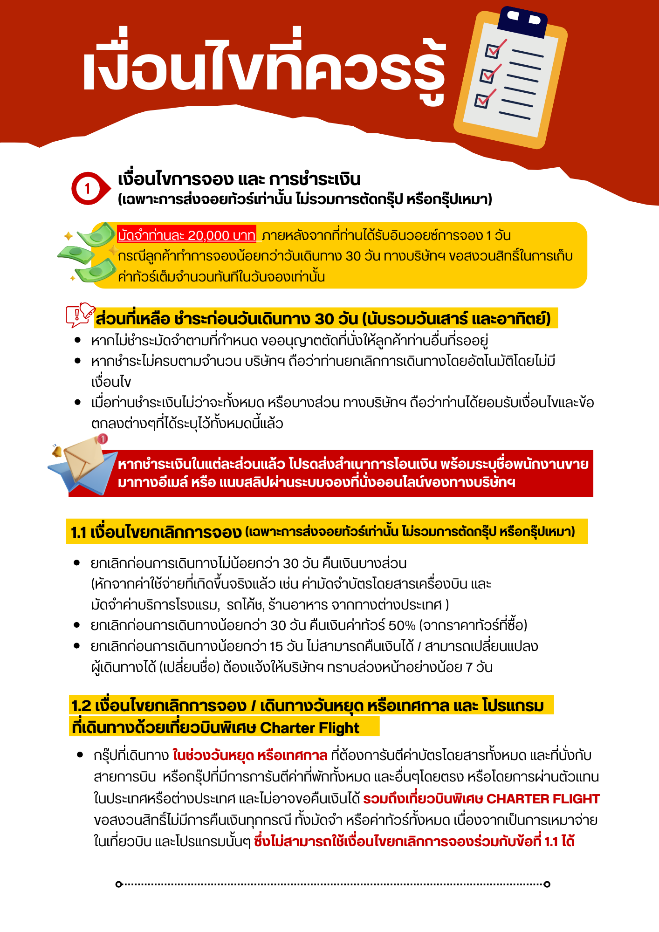 เงื่อนไขที่ควรรู้
1
เงื่อนไขการจอง และ การชำระเงิน
(เฉพาะการส่งจอยทัวร์เท่านั้น ไม่รวมการตัดกรุ๊ป หรือกรุ๊ปเหมา)
มัดจำท่านละ 20,000 บาท ภายหลังจากที่ท่านได้รับอินวอยซ์การจอง 1 วัน
กรณีลูกค้าทำการจองน้อยกว่าวันเดินทาง 30 วัน ทางบริษัทฯ ขอสงวนสิทธิ์ในการเก็บ
ค่าทัวร์เต็มจำนวนทันทีในวันจองเท่านั้น
ส่วนที่เหลือ ชำระก่อนวันเดินทาง 30 วัน (นับรวมวันเสาร์ และอาทิตย์)
• หากไม่ชำระมัดจำตามที่กำหนด ขออนุญาตตัดที่นั่งให้ลูกค้าท่านอื่นที่รออยู่
• หากชำระไม่ครบตามจำนวน บริษัทฯ ถือว่าท่านยกเลิกการเดินทางโดยอัตโนมัติโดยไม่มี
เงื่อนไข
• เมื่อท่านชำระเงินไม่ว่าจะทั้งหมด หรือบางส่วน ทางบริษัทฯ ถือว่าท่านได้ยอมรับเงื่อนไขและข้อ
ตกลงต่างๆที่ได้ระบุไว้ทั้งหมดนี้แล้ว
หากชำระเงินในแต่ละส่วนแล้ว โปรดส่งสำเนาการโอนเงิน พร้อมระบุชื่อพนักงานขาย
มาทางอีเมล์ หรือ แนบสลิปผ่านระบบจองที่นั่งออนไลน์ของทางบริษัทฯ
1.1 เงื่อนไขยกเลิกการจอง (เฉพาะการส่งจอยทัวร์เท่านั้น ไม่รวมการตัดกรุ๊ป หรือกรุ๊ปเหมา)
• ยกเลิกก่อนการเดินทางไม่น้อยกว่า 30 วัน คืนเงินบางส่วน
(หักจากค่าใช้จ่ายที่เกิดขึ้นจริงแล้ว เช่น ค่ามัดจำบัตรโดยสารเครื่องบิน และ
มัดจำค่าบริการโรงแรม, รถโค้ช, ร้านอาหาร จากทางต่างประเทศ )
• ยกเลิกก่อนการเดินทางน้อยกว่า 30 วัน คืนเงินค่าทัวร์ 50% (จากราคาทัวร์ที่ซื้อ)
• ยกเลิกก่อนการเดินทางน้อยกว่า 15 วัน ไม่สามารถคืนเงินได้ / สามารถเปลี่ยนแปลง
ผู้เดินทางได้ (เปลี่ยนชื่อ) ต้องแจ้งให้บริษัทฯ ทราบล่วงหน้าอย่างน้อย 7 วัน
1.2 เงื่อนไขยกเลิกการจอง / เดินทางวันหยุด หรือเทศกาล และ โปรแกรม
ที่เดินทางด้วยเที่ยวบินพิเศษ Charter Flight
• กรุ๊ปที่เดินทาง ในช่วงวันหยุด หรือเทศกาล ที่ต้องการันตีค่าบัตรโดยสารทั้งหมด และที่นั่งกับ
สายการบิน หรือกรุ๊ปที่มีการการันตีค่าที่พักทั้งหมด และอื่นๆโดยตรง หรือโดยการผ่านตัวแทน
ในประเทศหรือต่างประเทศ และไม่อาจขอคืนเงินได้ รวมถึงเที่ยวบินพิเศษ CHARTER FLIGHT
ขอสงวนสิทธิ์ไม่มีการคืนเงินทุกกรณี ทั้งมัดจำ หรือค่าทัวร์ทั้งหมด เนื่องจากเป็นการเหมาจ่าย
ในเที่ยวบิน และโปรแกรมนั้นๆ ซึ่งไม่สามารถใช้เงื่อนไขยกเลิกการจองร่วมกับข้อที่ 1.1 ได้